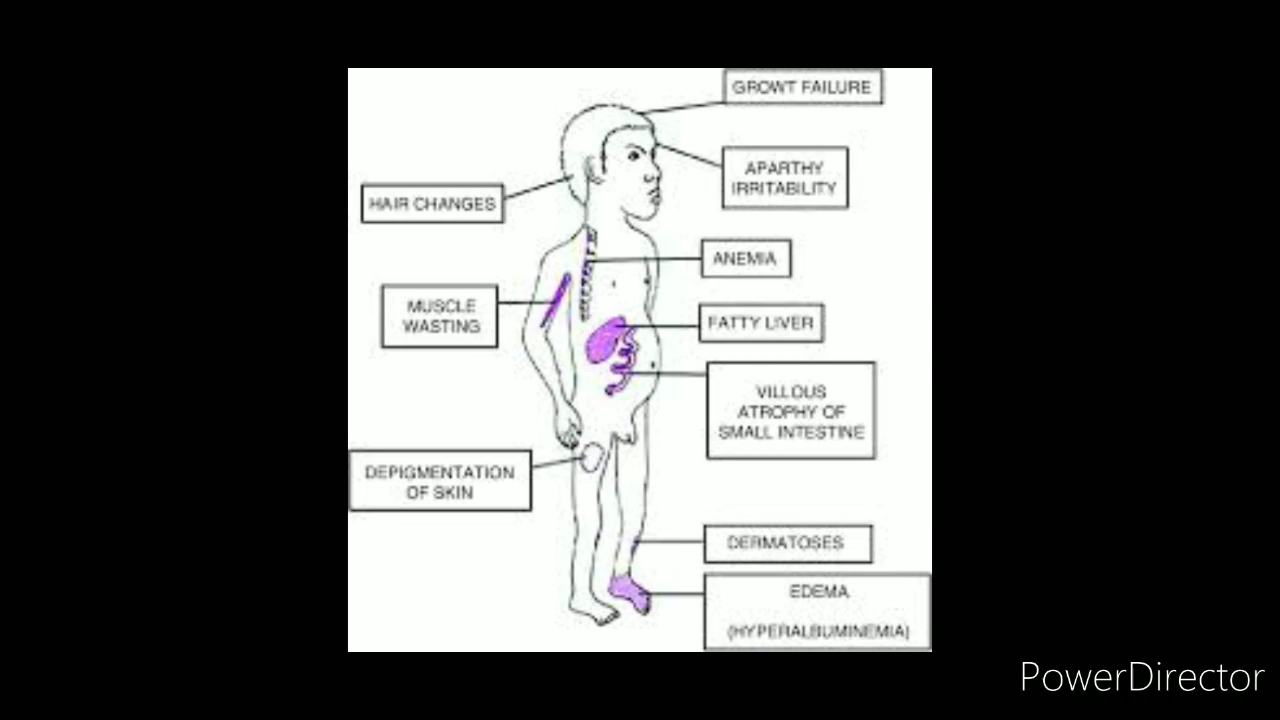 GROWT FAILURE
APARTHY
IRRITABILITY
HAIR CHANGES
ANEMIA
MUSCLE
WASTING
FATTY LIVER
VILLOUS
ATROPHY OF
SMALL INTESTINE
DEPIGMENTATION
OF SKIN
DERMATOSES
EDEMA
(HYPERALBUMINEMIA)
PowerDirector